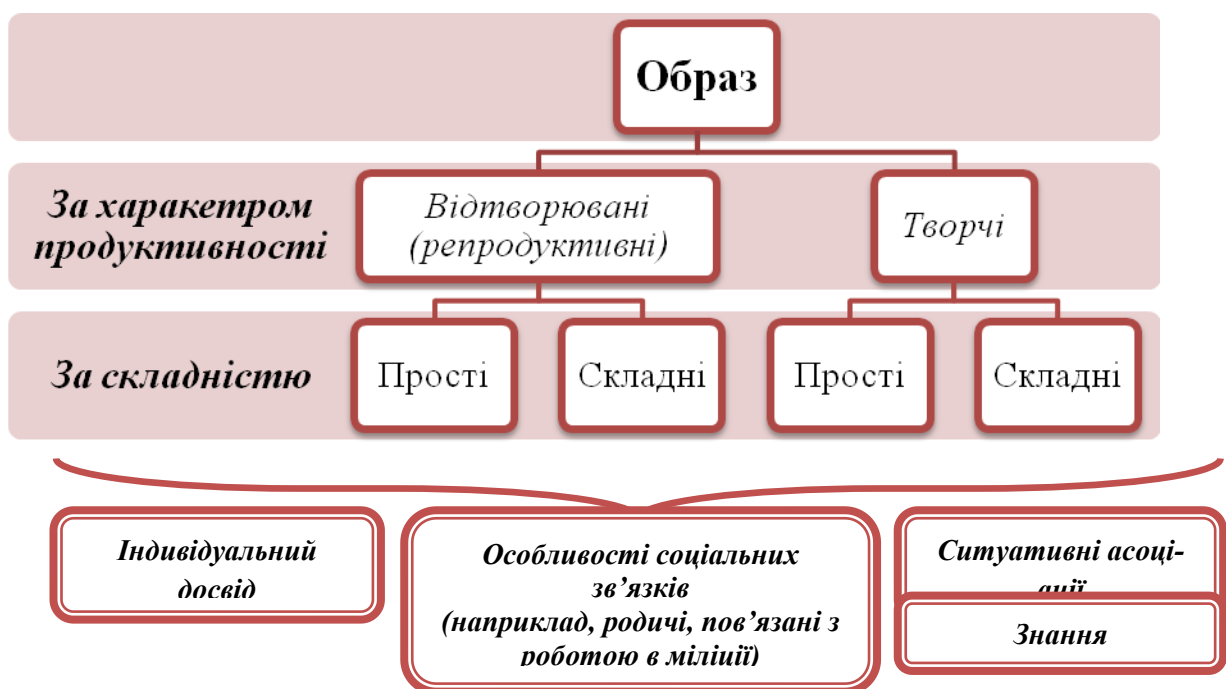 Образ
За характером
продуктивності
Відтворювані
(репродуктивні)
Творчі
За складністю
Прості
Складні
Прості
Складні
Індивідуальний
досвід
Особливості соціальних
зв’язків
(наприклад, родичі, пов’язані з
роботою в міліції)
Ситуативні асоці-
ації
Знання